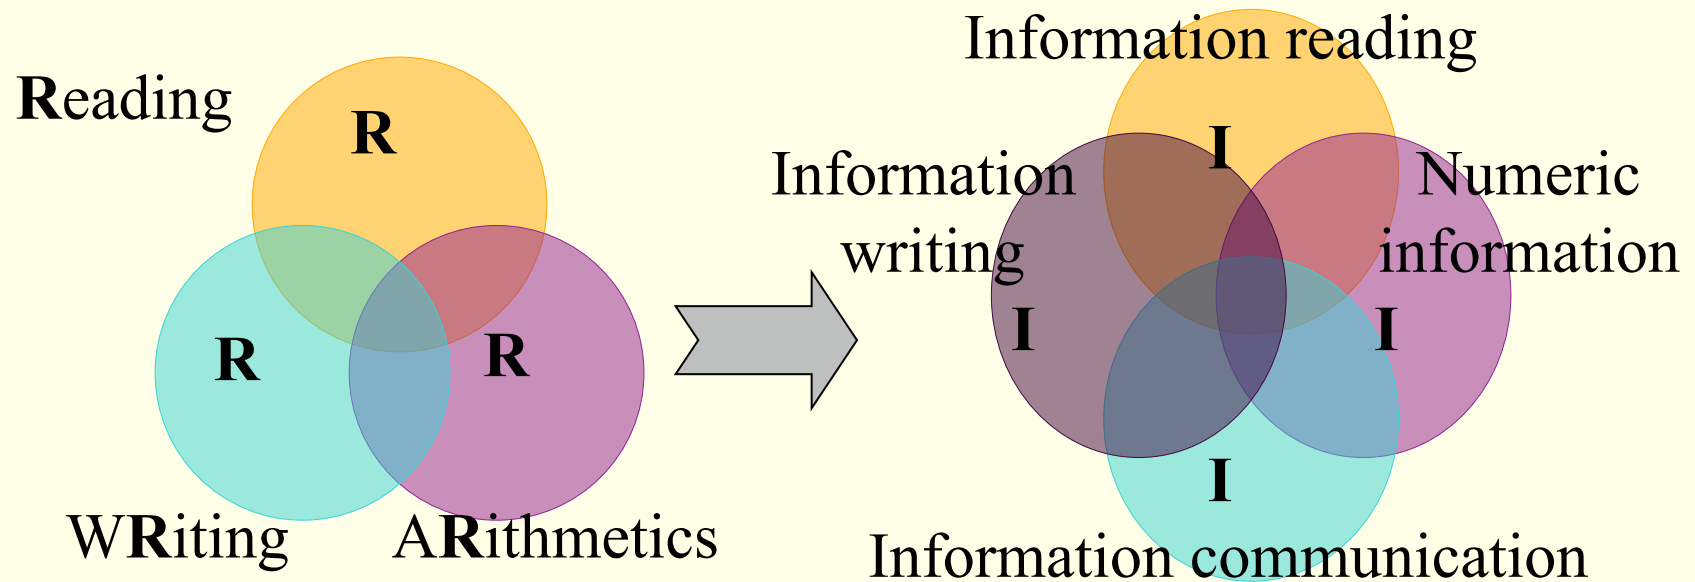 Reading
R
R
R
WRiting
ARithmetics
Information reading
I
Information
writing
I
Numeric
information
I
I
Information communication